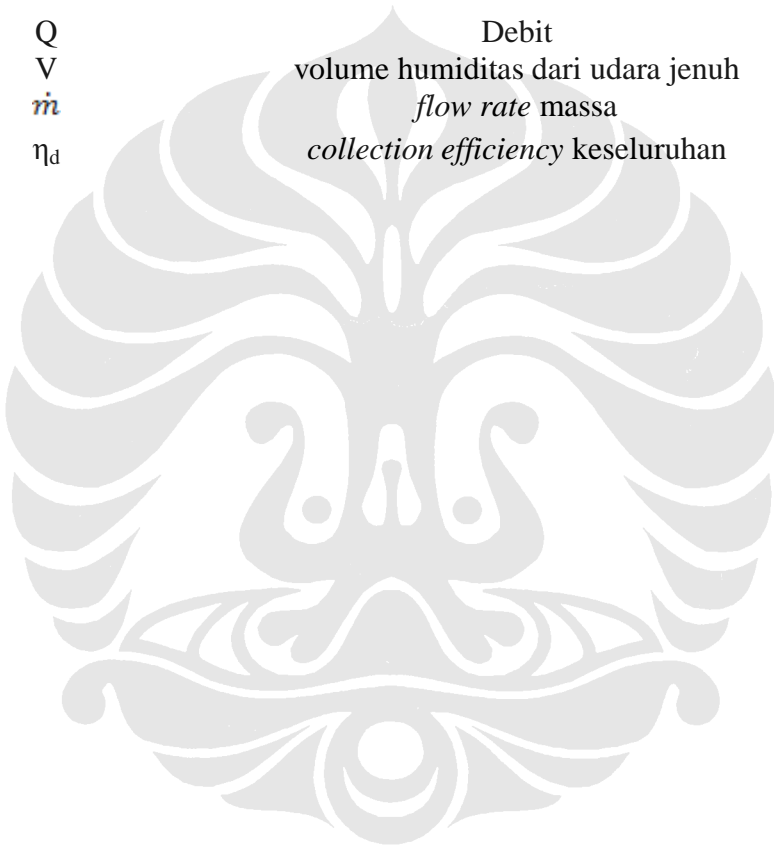 Q Debit
V volume humiditas dari udara jenuh
ṁ flow rate massa
ηd collection efficiency keseluruhan